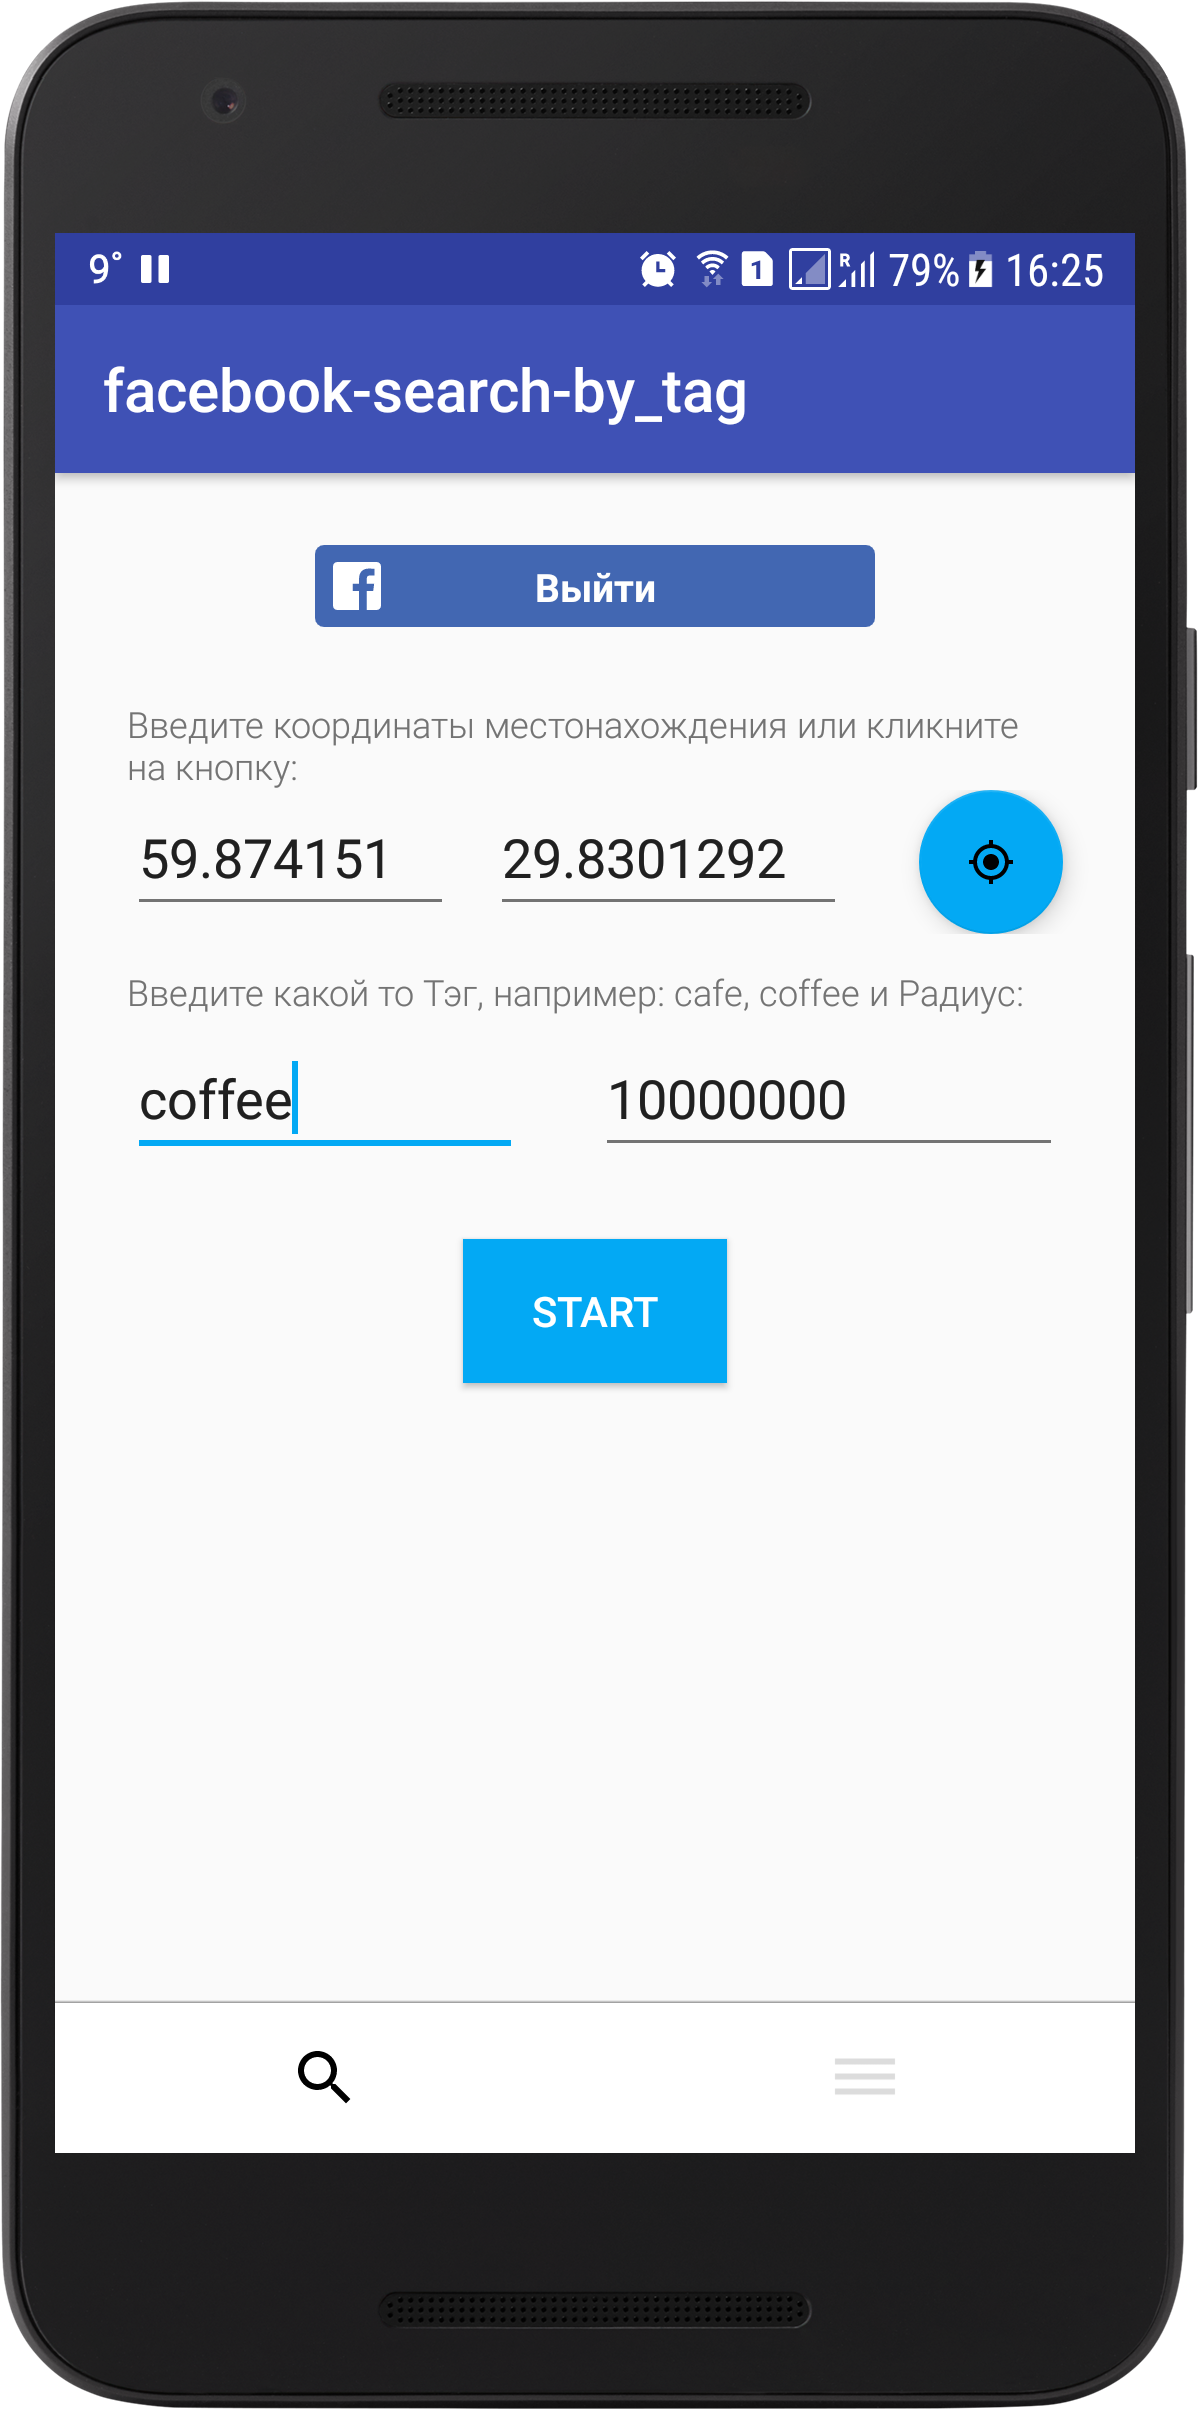 9° 1 R 79% 16:25
facebook-search-by_tag
Выйти
Введите координаты местонахождения или кликните
на кнопку:
59.874151 29.8301292
Введите какой то Тэг, например: cafe, coffee и Радиус:
coffee 10000000
START